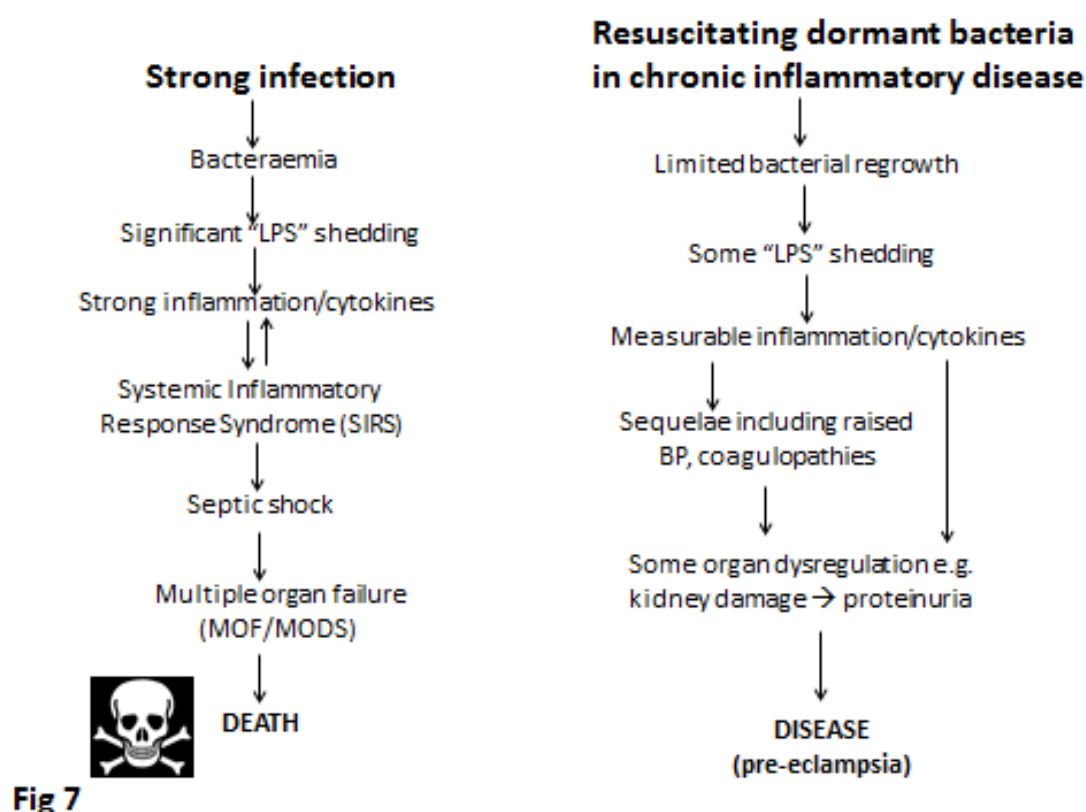 Strong infection
Bacteraemia
Significant “LPS” shedding
Strong inflammation/cytokines
Systemic Inflammatory
Response Syndrome (SIRS)
Septic shock
Multiple organ failure
(MOF/MODS)
DEATH
Resuscitating dormant bacteria
in chronic inflammatory disease
Limited bacterial regrowth
Some “LPS” shedding
Measurable inflammation/cytokines
Sequelae including raised
BP, coagulopathies
Some organ dysregulation e.g.
kidney damage → proteinuria
DISEASE
(pre-eclampsia)
Fig 7